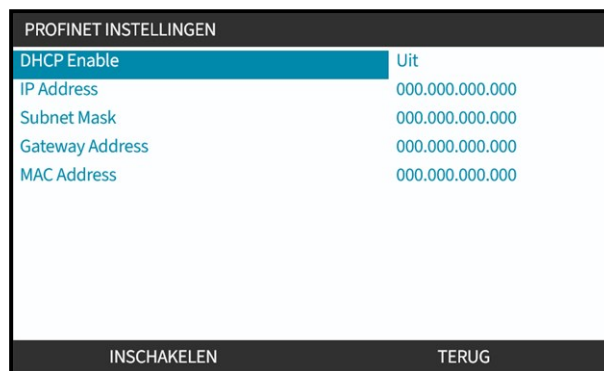 PROFINET INSTELLINGEN
DHCP Enable Uit
IP Address 000.000.000.000
Subnet Mask 000.000.000.000
Gateway Address 000.000.000.000
MAC Address 000.000.000.000
INSCHAKELEN TERUG